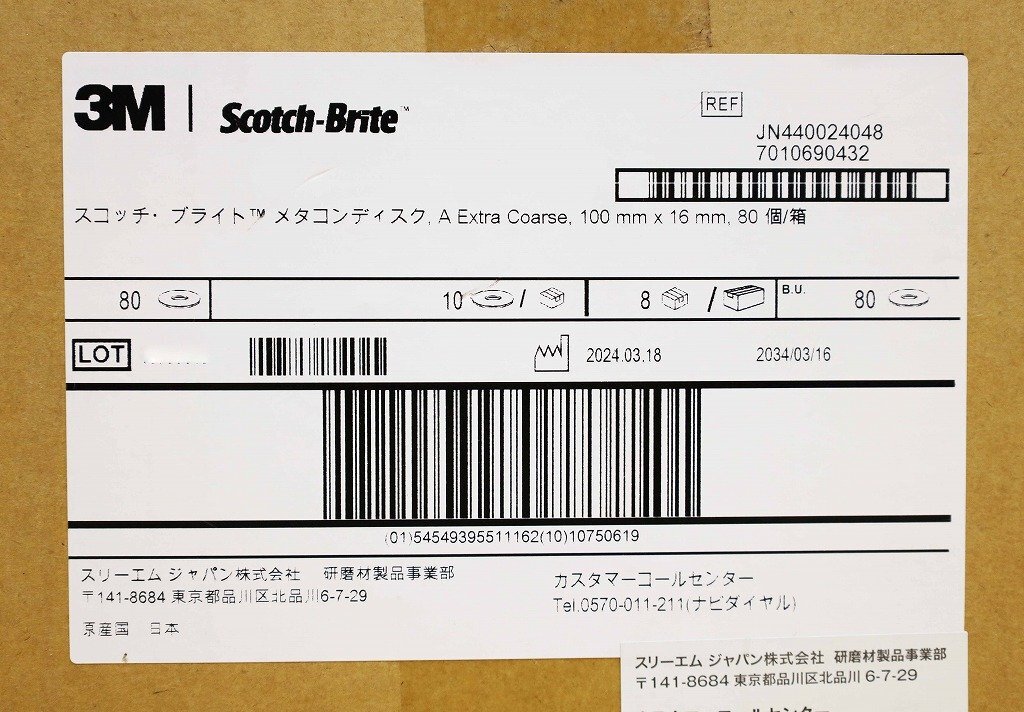 3M Scotch-Brite™
REF
JN440024048
7010690432
スコッチ・ブライト™ メタコンディスク, A Extra Coarse, 100 mm x 16 mm, 80 個/箱
80 10 / 8 / B.U. 80
LOT 2024.03.18 2034/03/16
(01)54549395511162(10)10750619
スリーエム ジャパン株式会社 研磨材製品事業部
〒141-8684 東京都品川区北品川6-7-29
カスタマーコールセンター
Tel.0570-011-211(ナビダイヤル)
原産国 日本
スリーエム ジャパン株式会社 研磨材製品事業部
〒141-8684 東京都品川区北品川 6-7-29